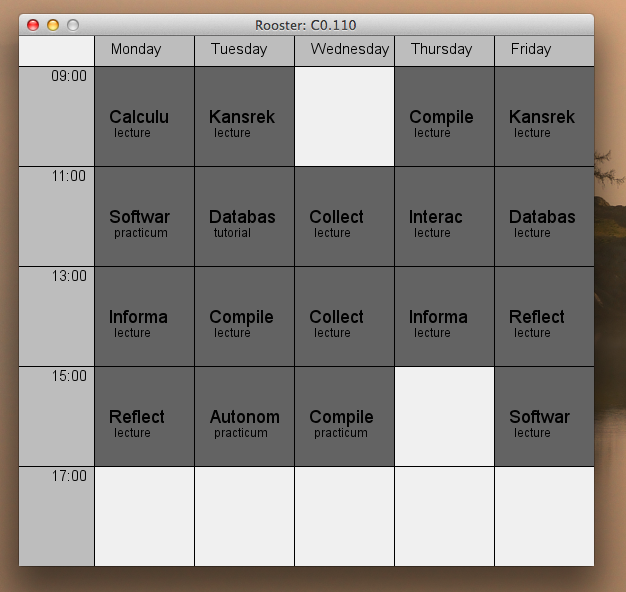 Rooster: C0.110
Monday Tuesday Wednesday Thursday Friday
09:00
Calculu Kansrek Compile Kansrek
lecture lecture lecture lecture
11:00
Softwar Databas Collect Interac Databas
practicum tutorial lecture lecture lecture
13:00
Informa Compile Collect Informa Reflect
lecture lecture lecture lecture lecture
15:00
Reflect Autonom Compile Softwar
lecture practicum practicum lecture
17:00